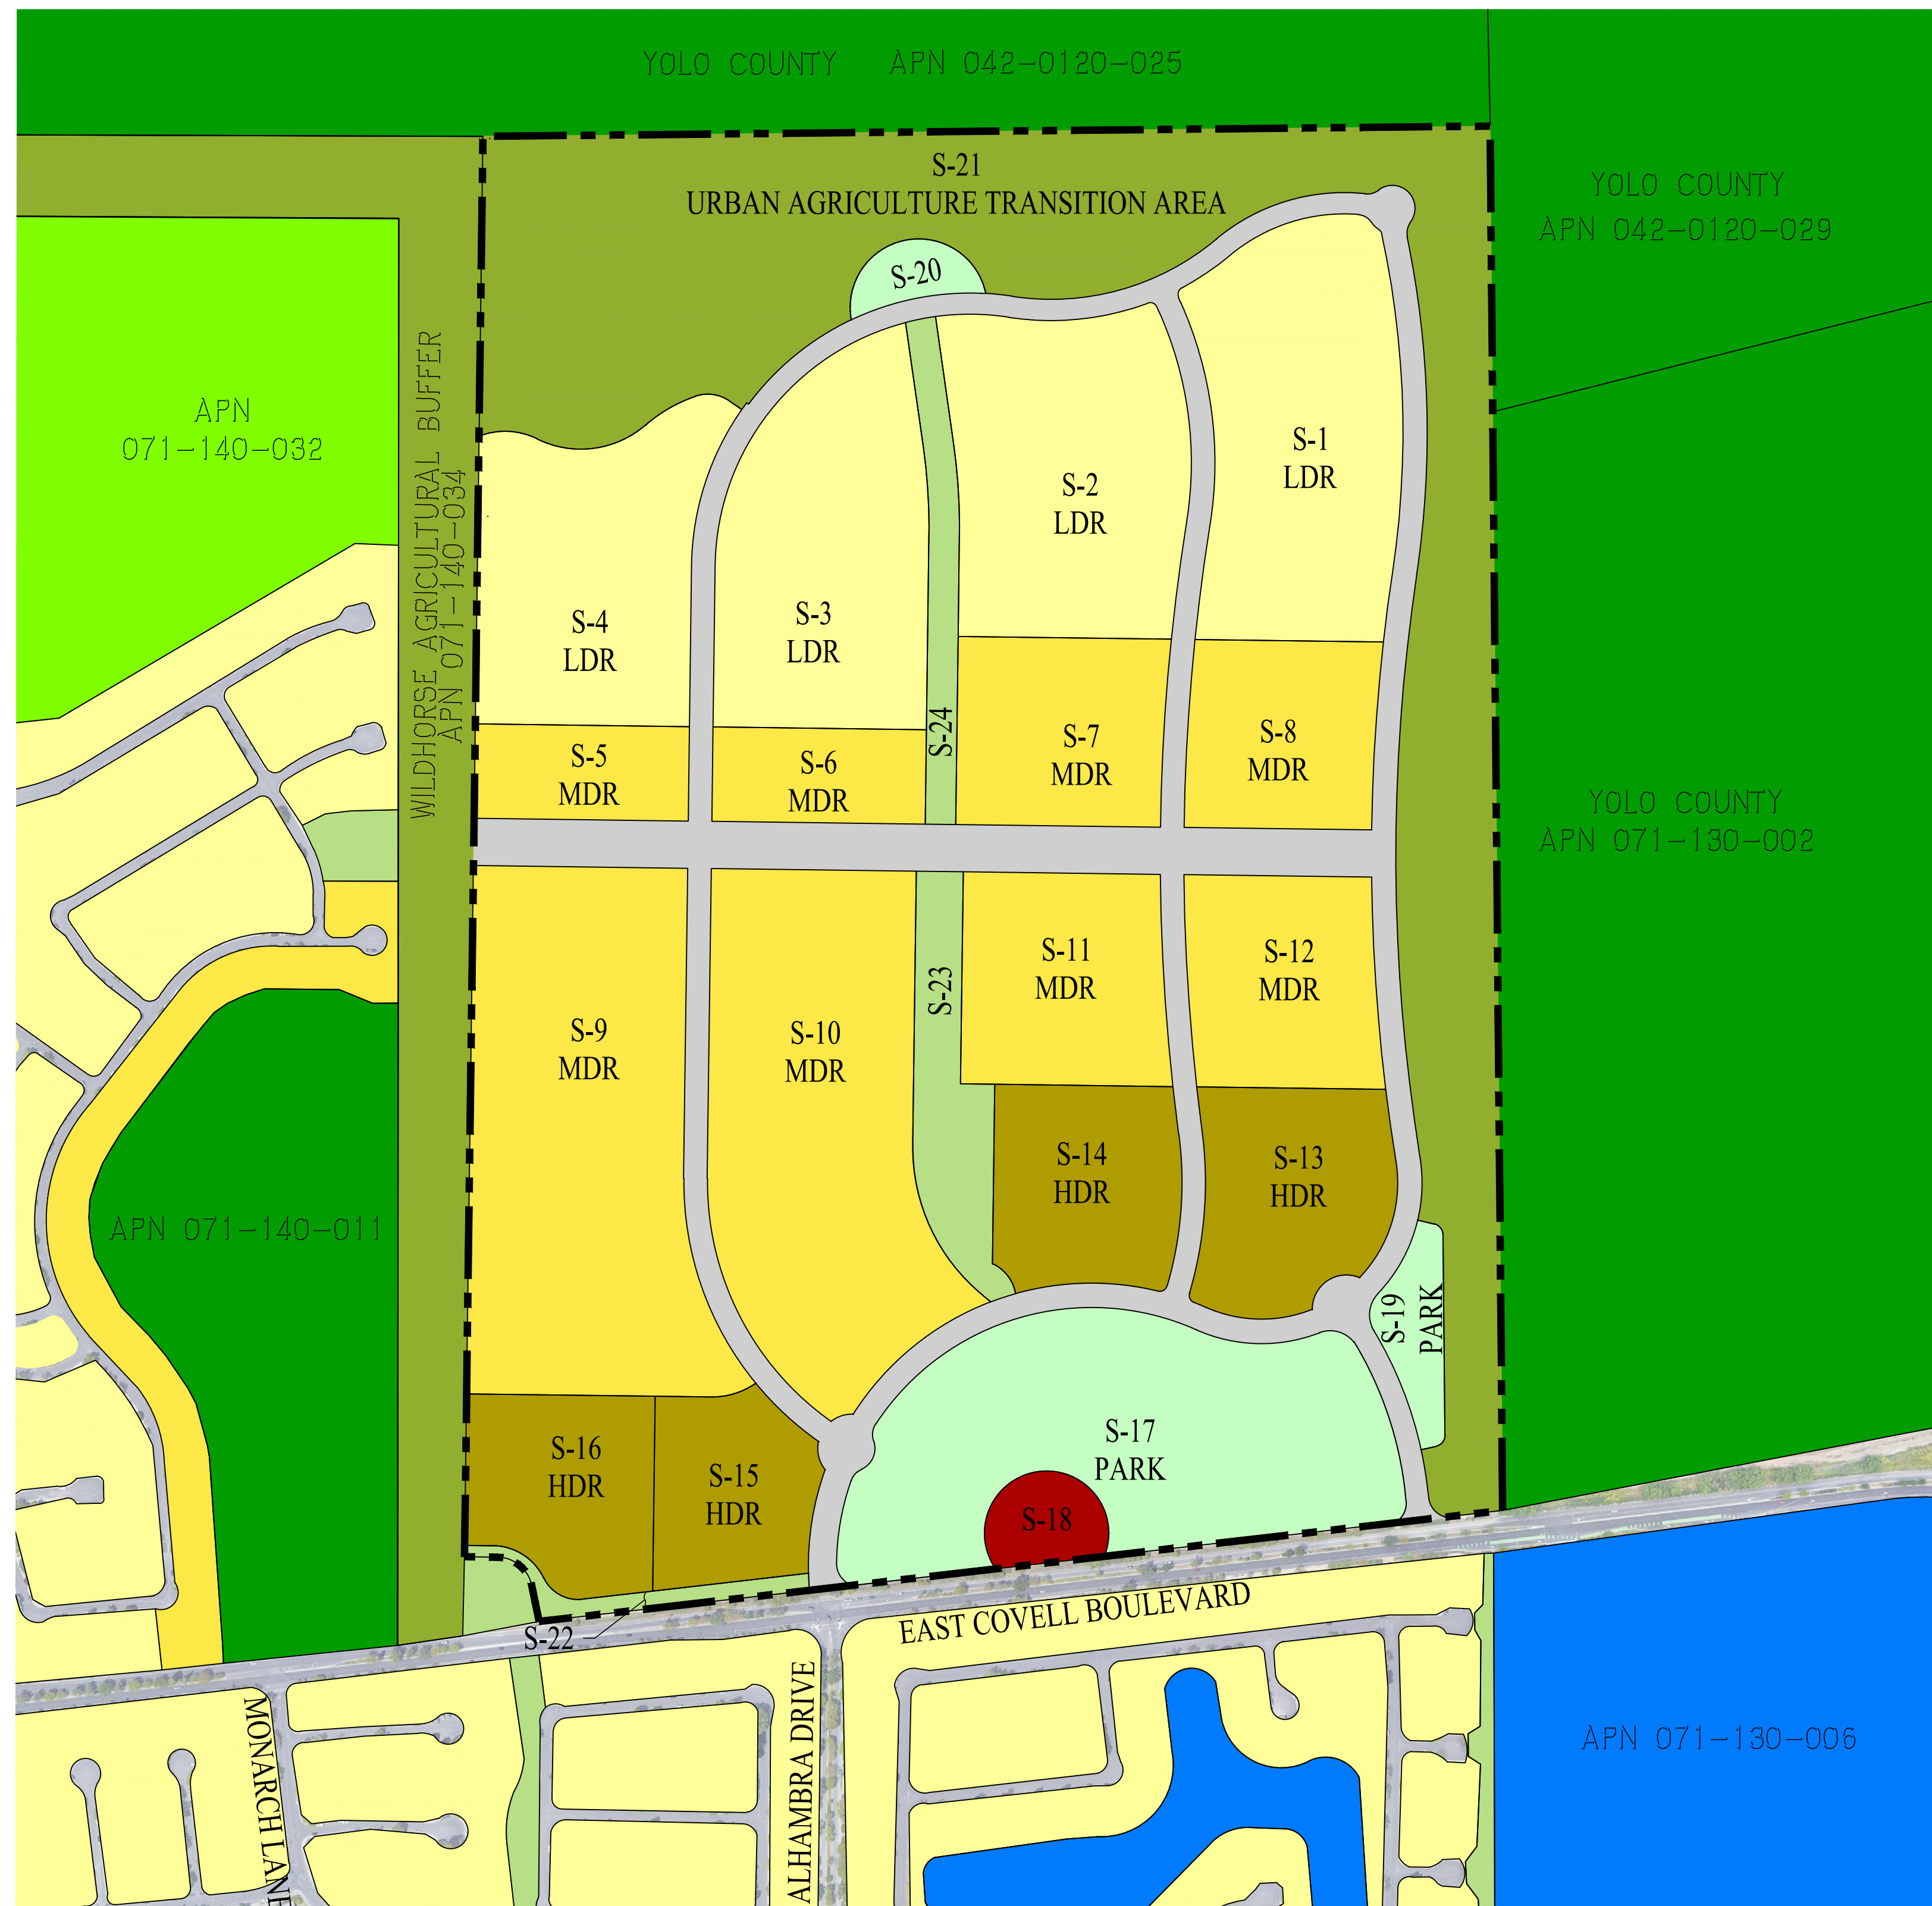 YOLO COUNTY APN 042-0120-025
S-21
URBAN AGRICULTURE TRANSITION AREA
YOLO COUNTY
APN 042-0120-029
S-20
APN
071-140-032
WILDHORSE AGRICULTURAL BUFFER
APN 071-140-034
S-1
LDR
S-2
LDR
S-3
LDR
S-4
LDR
S-5
MDR
S-6
MDR
S-24
S-7
MDR
S-8
MDR
YOLO COUNTY
APN 071-130-002
S-9
MDR
S-10
MDR
S-23
S-11
MDR
S-12
MDR
S-14
HDR
S-13
HDR
APN 071-140-011
S-19
PARK
S-16
HDR
S-15
HDR
S-17
PARK
S-18
S-22
EAST COVELL BOULEVARD
MONARCH LANE
ALHAMBRA DRIVE
APN 071-130-006